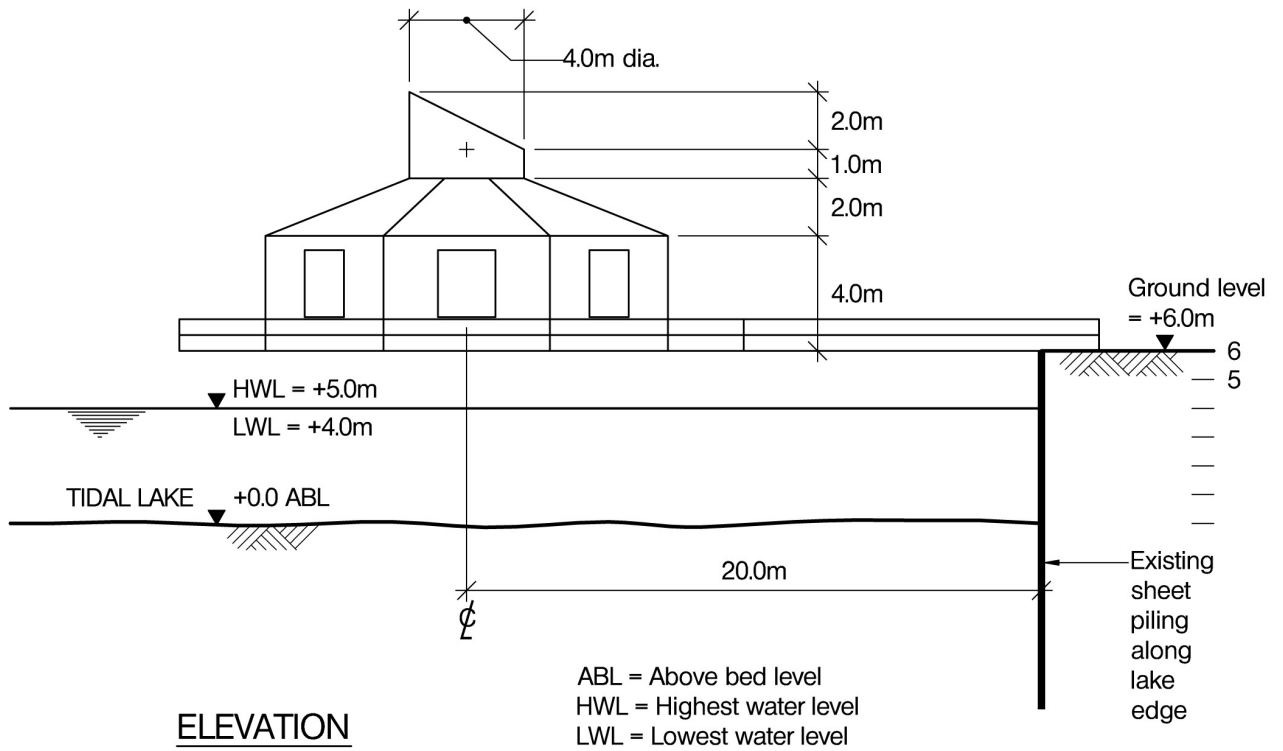 4.0m dia.
2.0m
1.0m
2.0m
4.0m
Ground level
= +6.0m
6
5
HWL = +5.0m
LWL = +4.0m
TIDAL LAKE +0.0 ABL
20.0m
Existing
sheet
piling
along
lake
edge
CL
ABL = Above bed level
HWL = Highest water level
LWL = Lowest water level
ELEVATION